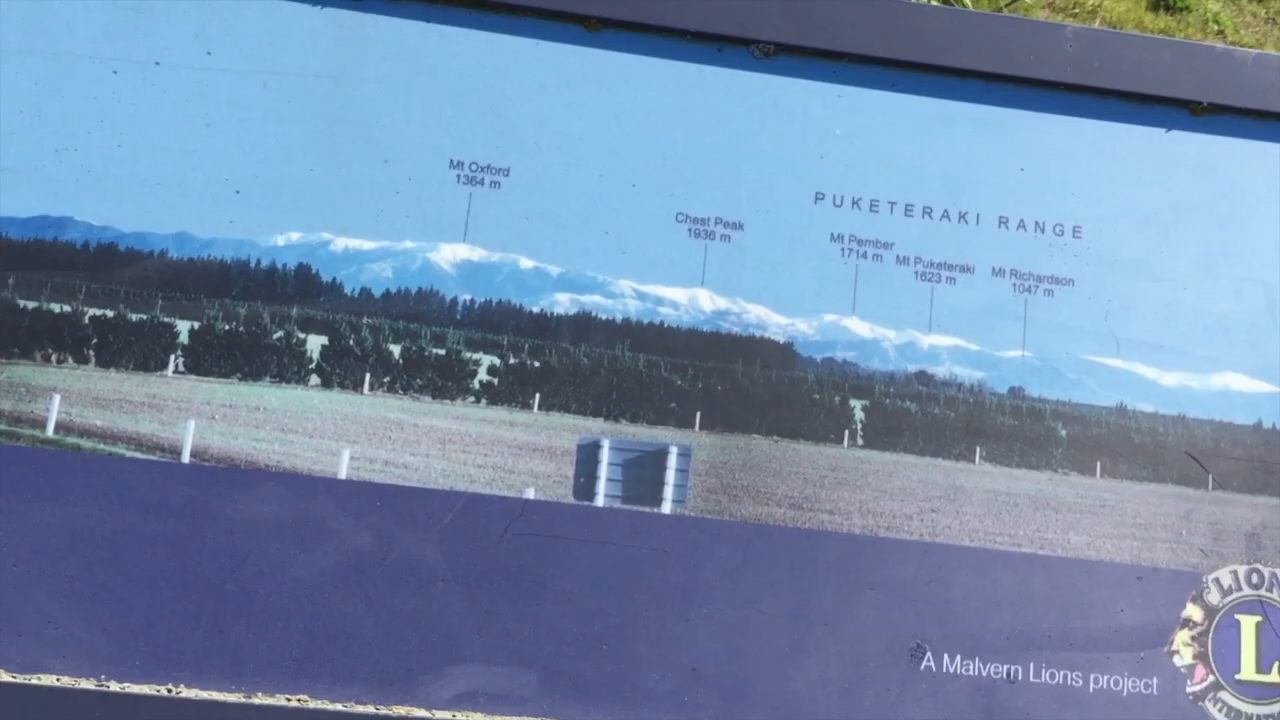 Mt Oxford
1364 m
Chest Peak
1936 m
PUKETERAKI RANGE
Mt Pember
1714 m
Mt Puketeraki
1623 m
Mt Richardson
1047 m
A Malvern Lions project
LION
L